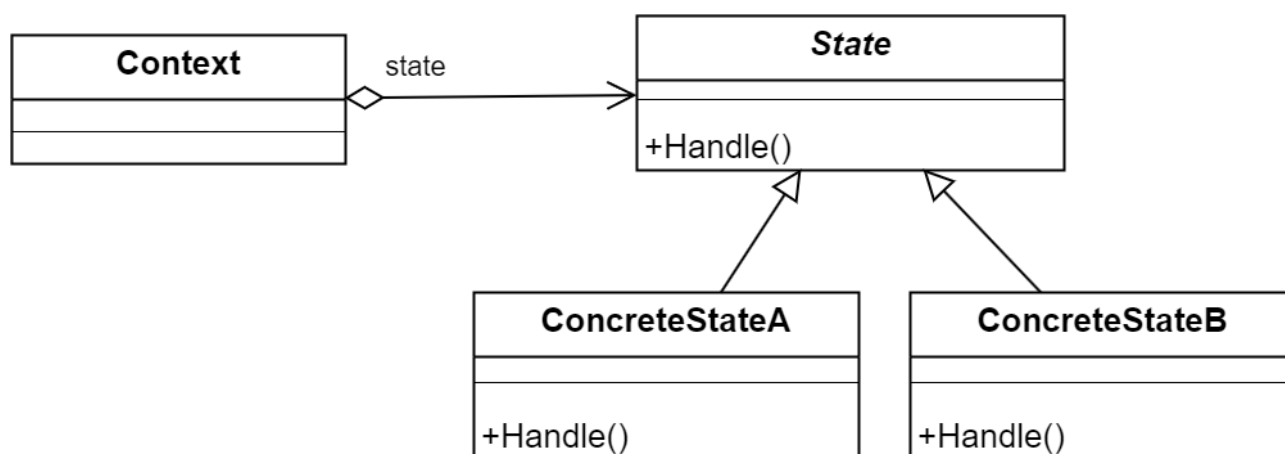 Context
state
State
+Handle()
ConcreteStateA
+Handle()
ConcreteStateB
+Handle()